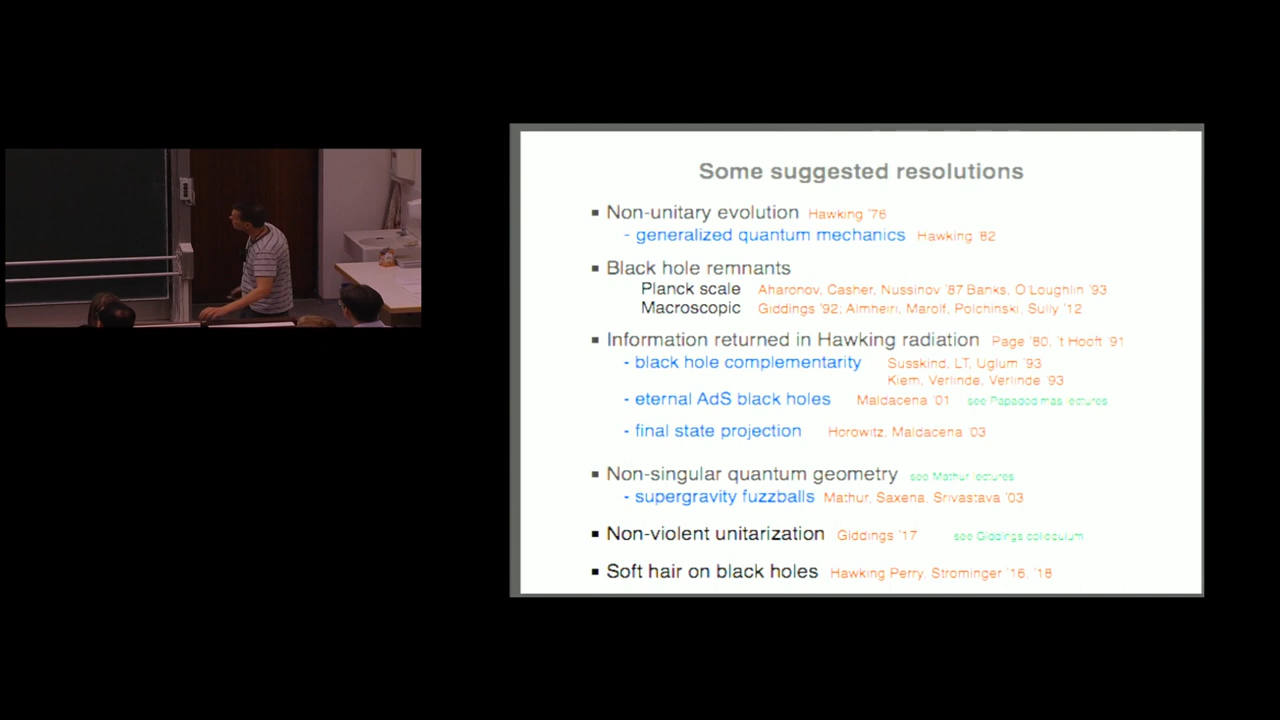 Some suggested resolutions
▪ Non-unitary evolution Hawking '76
- generalized quantum mechanics Hawking '82
▪ Black hole remnants
Planck scale Aharonov, Casher, Nussinov '87 Banks, O'Loughlin '93
Macroscopic Giddings '92; Almheiri, Marolf, Polchinski, Sully '12
▪ Information returned in Hawking radiation Page '80, 't Hooft '91
- black hole complementarity Susskind, LT, Uglum '93
Kiem, Verlinde, Verlinde '93
- eternal AdS black holes Maldacena '01 see Papadodimas lectures
- final state projection Horowitz, Maldacena '03
▪ Non-singular quantum geometry see Mathur lectures
- supergravity fuzzballs Mathur, Saxena, Srivastava '03
▪ Non-violent unitarization Giddings '17 see Giddings colloquium
▪ Soft hair on black holes Hawking Perry, Strominger '16, '18